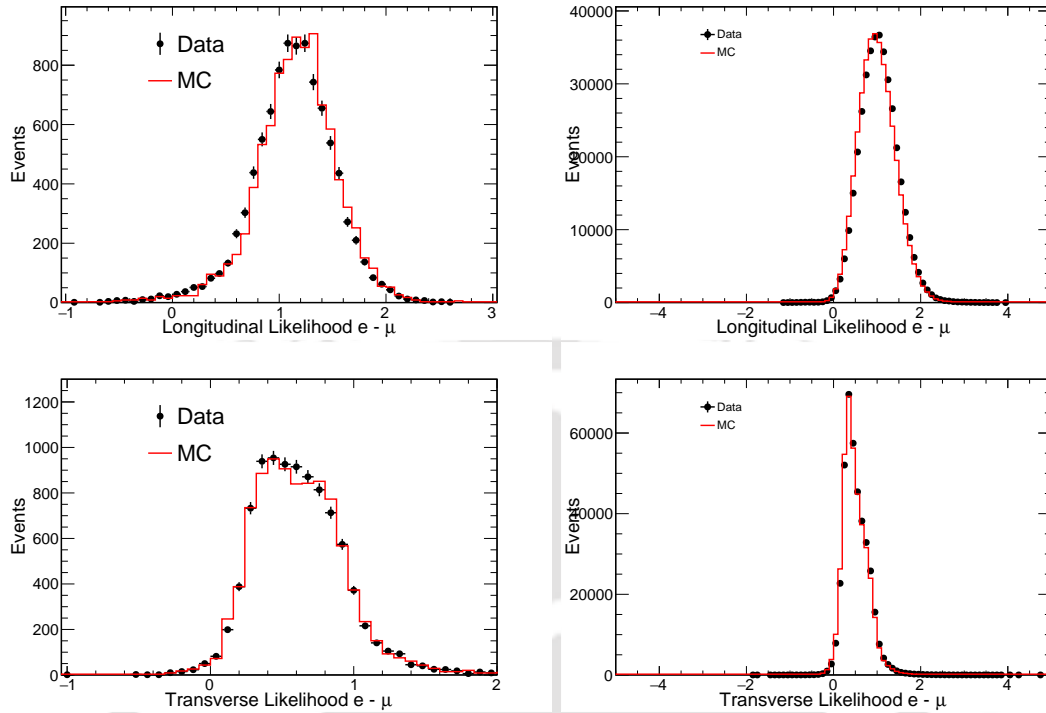 Data
MC
Events
800
600
400
200
0
−1 0 1 2 3
Longitudinal Likelihood e - μ
40000
Data
MC
Events
30000
20000
10000
0
−4 −2 0 2 4
Longitudinal Likelihood e - μ
1200
Data
MC
Events
1000
800
600
400
200
0
−1 0 1 2
Transverse Likelihood e - μ
Data
MC
Events
60000
40000
20000
0
−4 −2 0 2 4
Transverse Likelihood e - μ